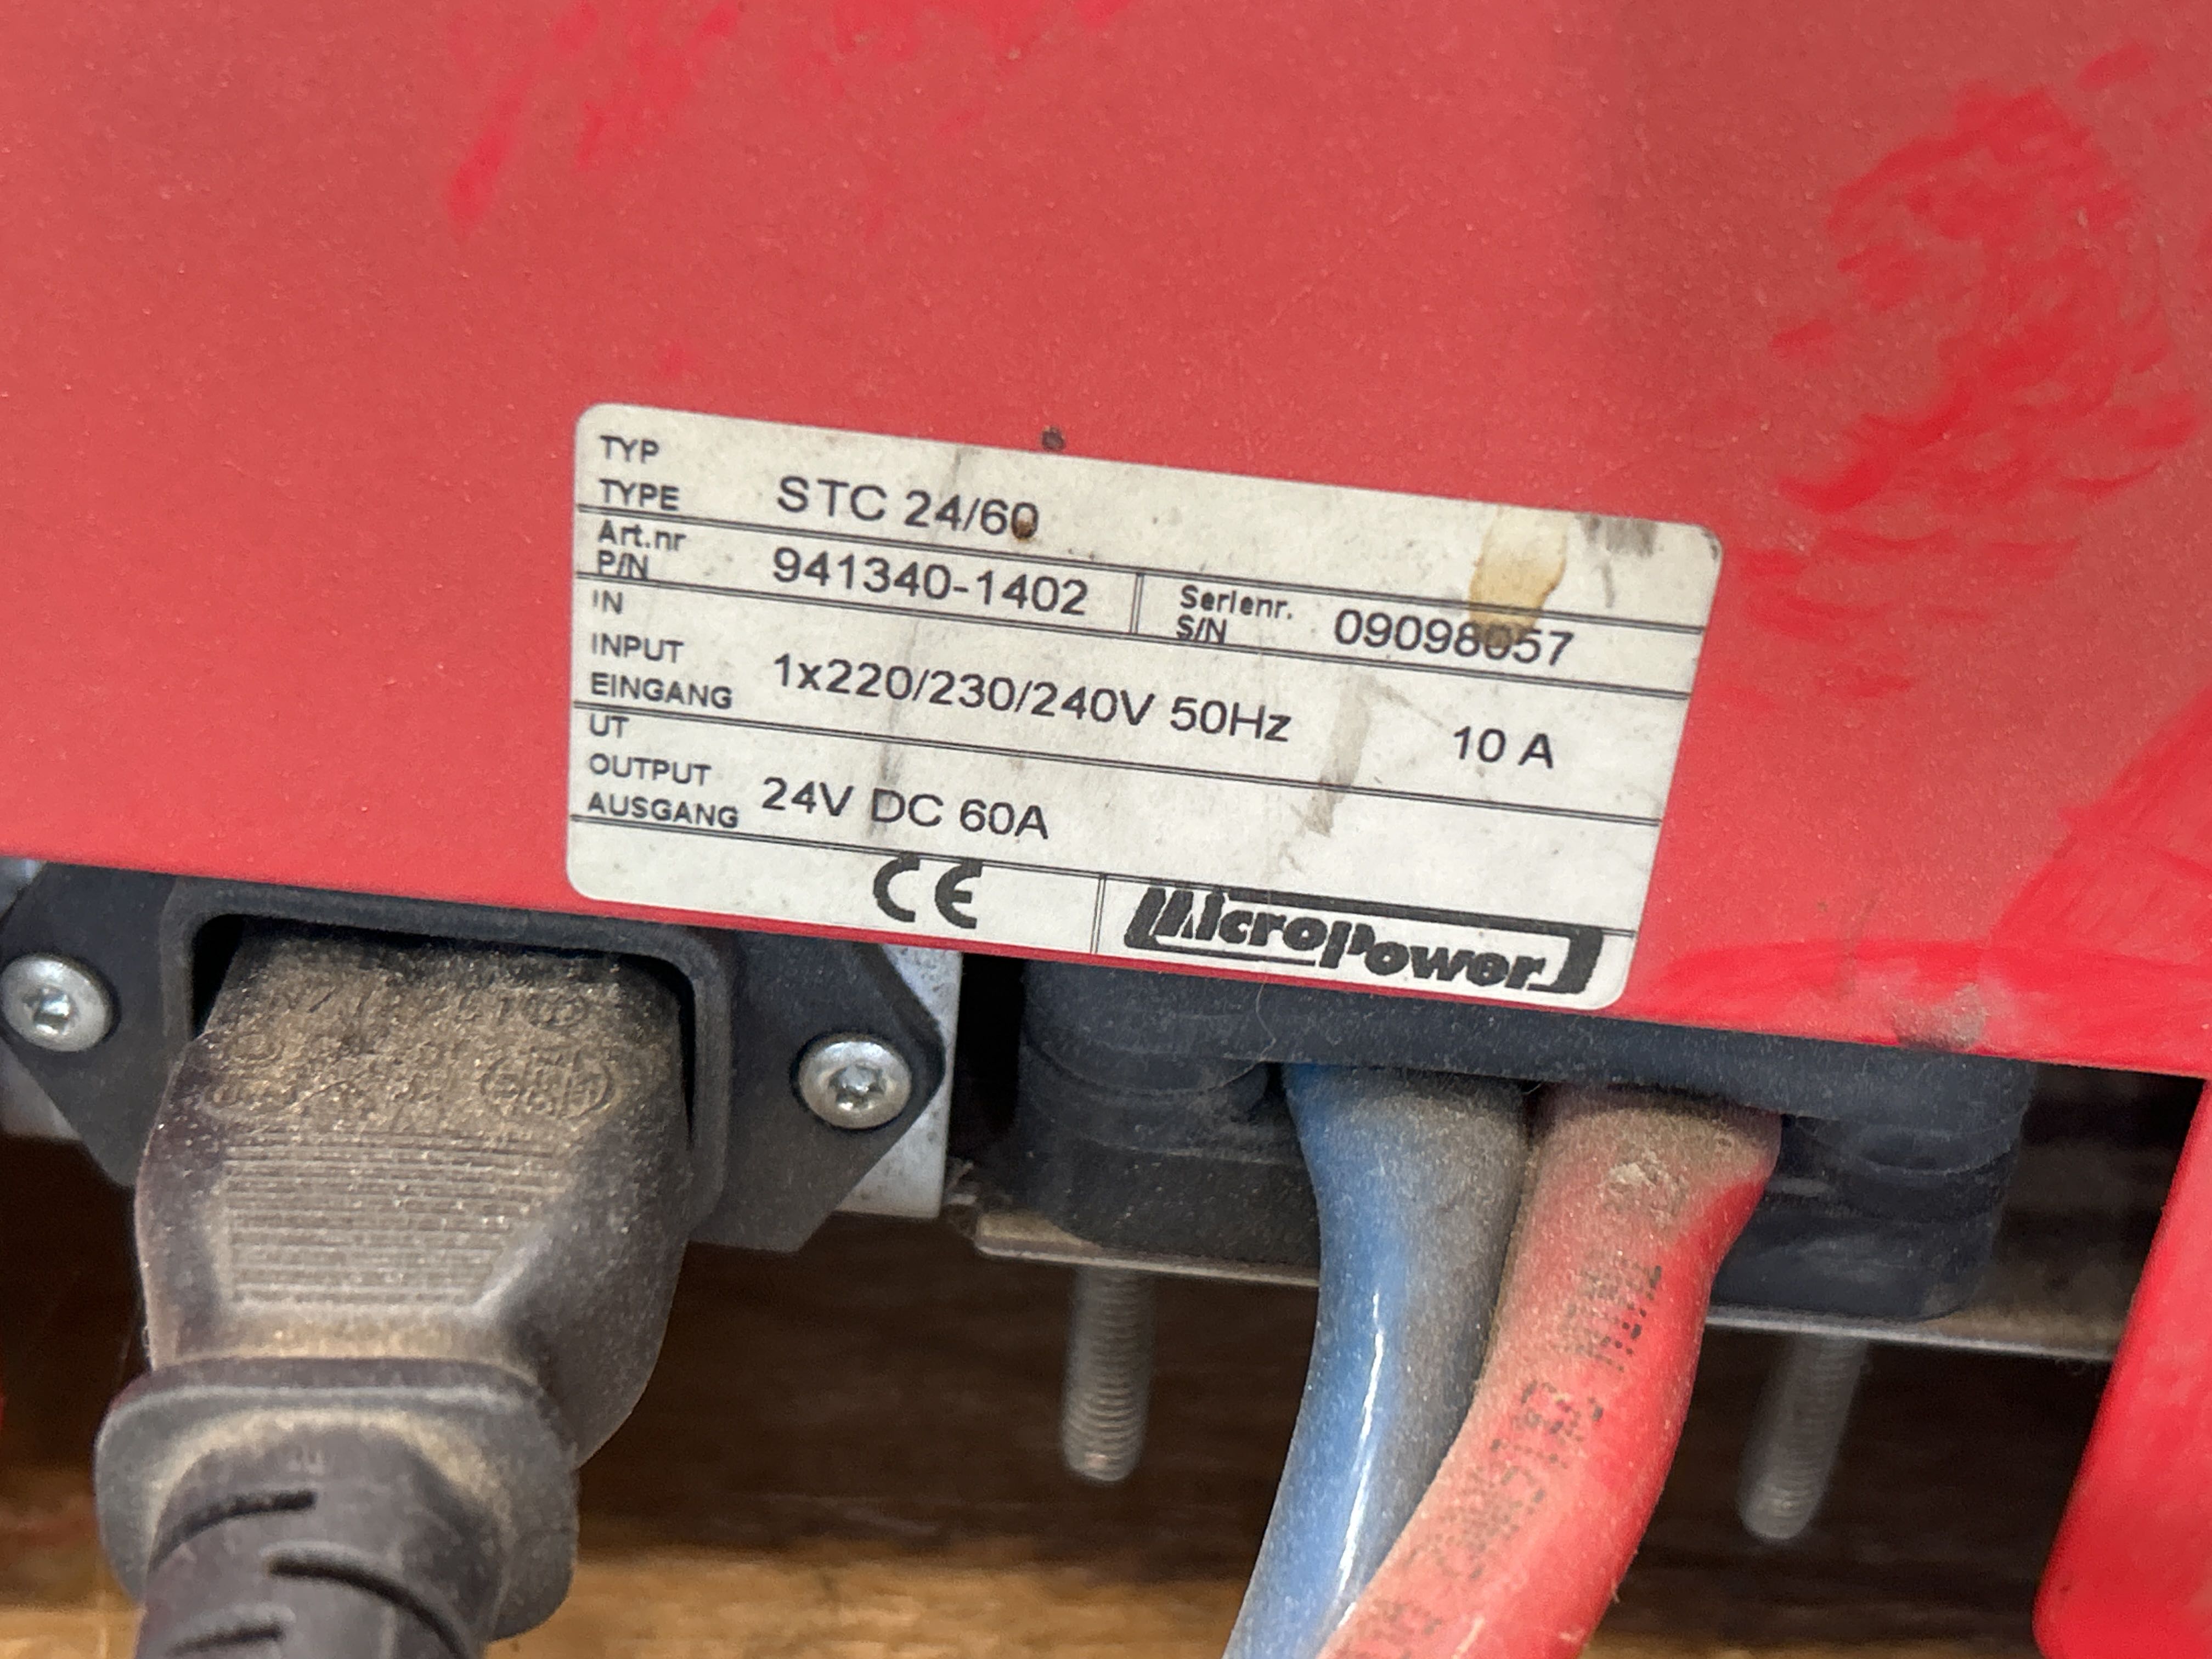 TYP
TYPE STC 24/60
Art.nr
P/N 941340-1402
Serienr.
S/N 09098057
IN
INPUT
EINGANG 1x220/230/240V 50Hz 10 A
UT
OUTPUT
AUSGANG 24V DC 60A
CE MicroPower